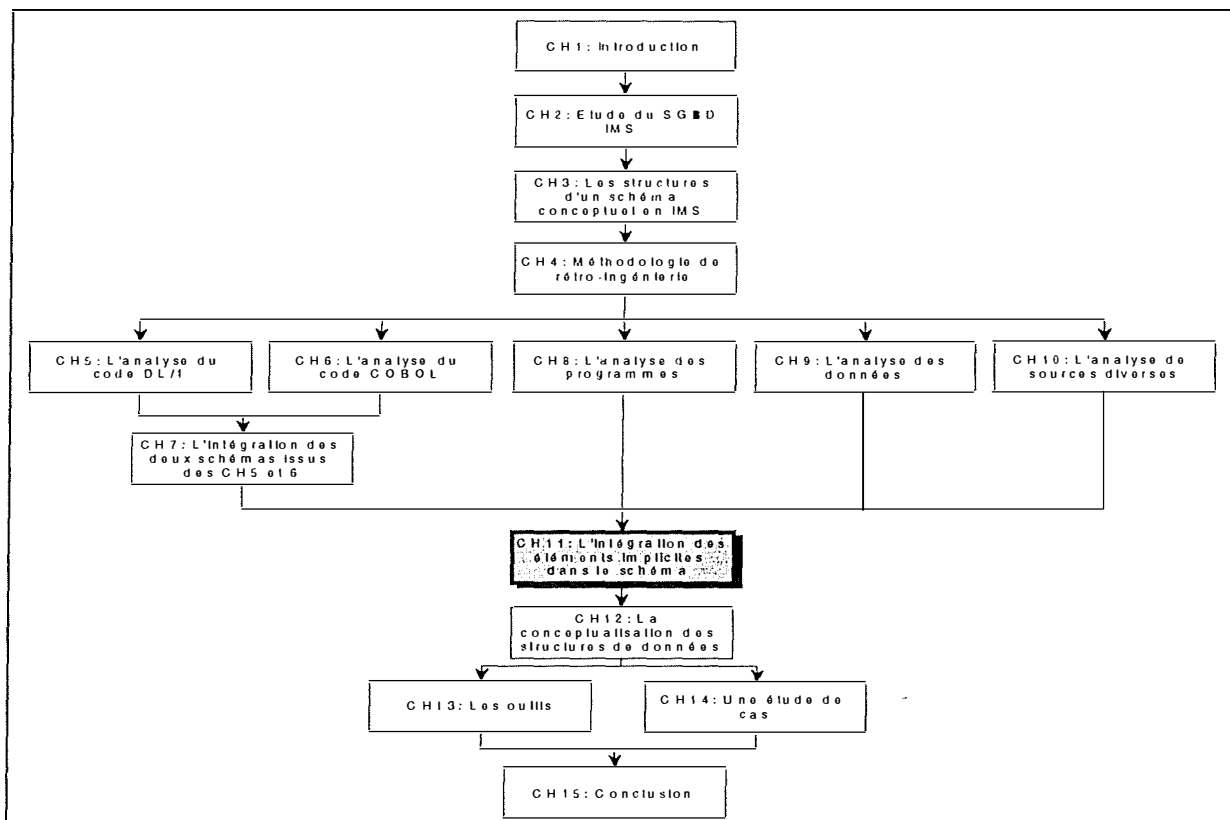 CH1: Introduction
CH2: Etude du SGBD
IMS
CH3: Les structures
d'un schéma
conceptuel en IMS
CH4: Méthodologie de
rétro-ingénierie
CH5: L'analyse du
code DL/1
CH6: L'analyse du
code COBOL
CH8: L'analyse des
programmes
CH9: L'analyse des
données
CH10: L'analyse de
sources diverses
CH7: L'intégration des
deux schémas issus
des CH5 et 6
CH11: L'intégration des
éléments implicites
dans le schéma
CH12: La
conceptualisation des
structures de données
CH13: Les outils
CH14: Une étude de
cas
CH15: Conclusion